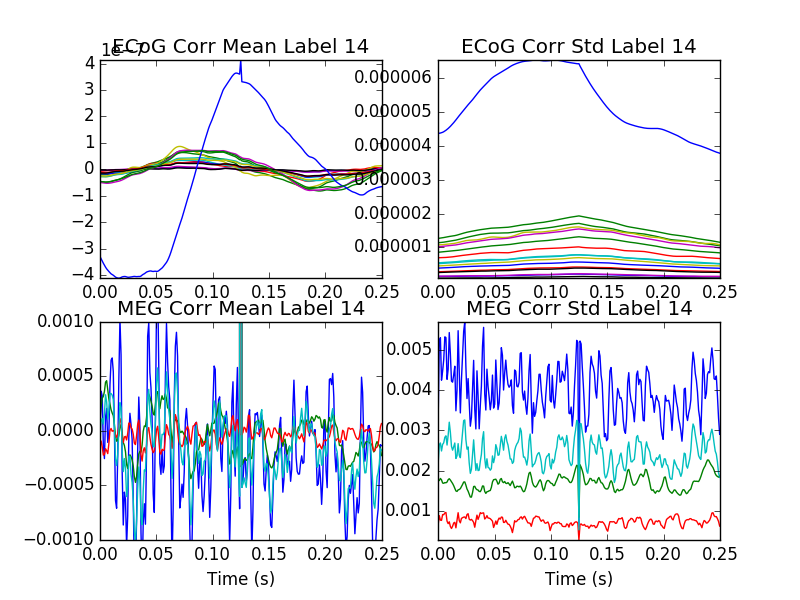 ECoG Corr Mean Label 14
1e−7
4
3
2
1
0
−1
−2
−3
−4
0.00 0.05 0.10 0.15 0.20 0.25
ECoG Corr Std Label 14
0.000006
0.000005
0.000004
0.000003
0.000002
0.000001
0.00 0.05 0.10 0.15 0.20 0.25
MEG Corr Mean Label 14
0.0010
0.0005
0.0000
−0.0005
−0.0010
0.00 0.05 0.10 0.15 0.20 0.25
Time (s)
MEG Corr Std Label 14
0.005
0.004
0.003
0.002
0.001
0.00 0.05 0.10 0.15 0.20 0.25
Time (s)